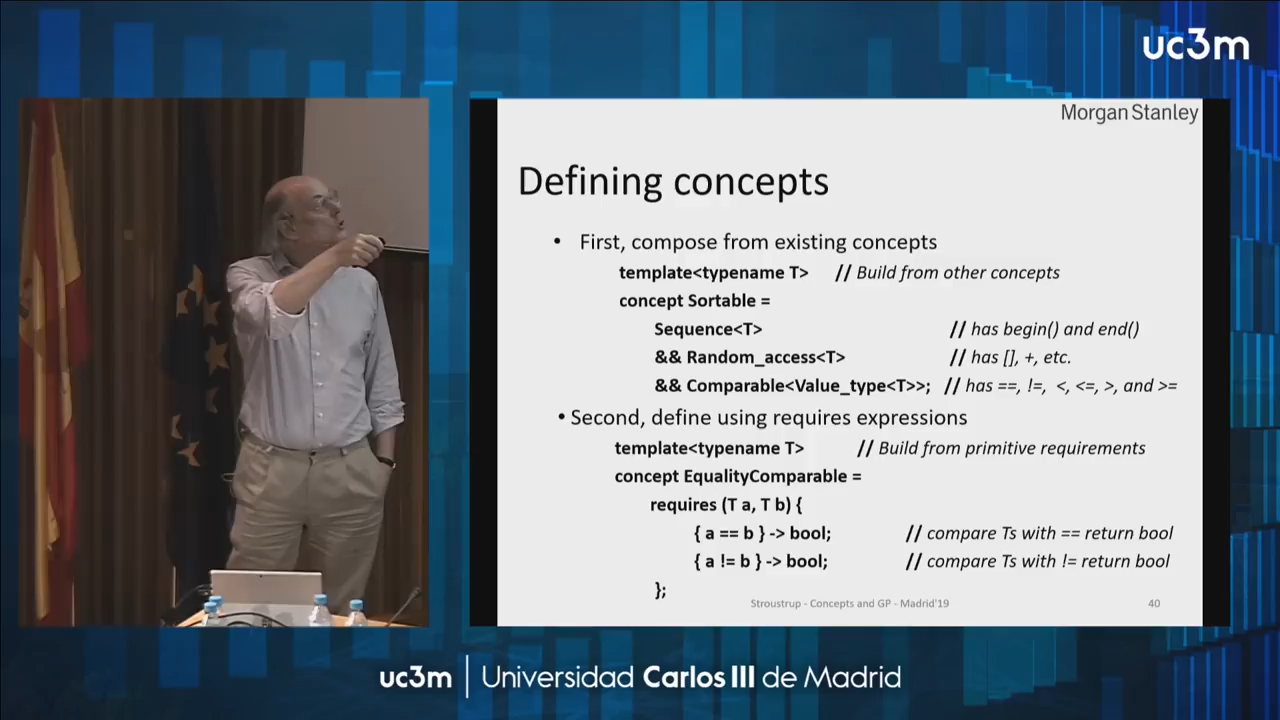 uc3m
Morgan Stanley
Defining concepts
• First, compose from existing concepts
template<typename T> // Build from other concepts
concept Sortable =
Sequence<T> // has begin() and end()
&& Random_access<T> // has [], +, etc.
&& Comparable<Value_type<T>>; // has ==, !=, <, <=, >, and >=
• Second, define using requires expressions
template<typename T> // Build from primitive requirements
concept EqualityComparable =
requires (T a, T b) {
{ a == b } -> bool; // compare Ts with == return bool
{ a != b } -> bool; // compare Ts with != return bool
};
Stroustrup - Concepts and GP - Madrid'19 40
uc3m | Universidad Carlos III de Madrid